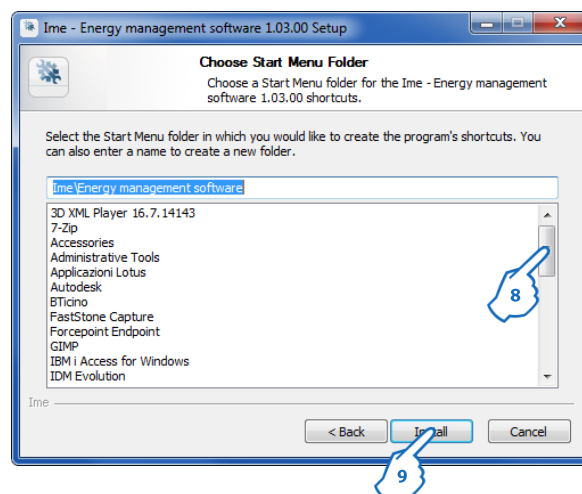 Ime - Energy management software 1.03.00 Setup
Choose Start Menu Folder
Choose a Start Menu folder for the Ime - Energy management
software 1.03.00 shortcuts.
Select the Start Menu folder in which you would like to create the program's shortcuts. You
can also enter a name to create a new folder.
Ime\Energy management software
3D XML Player 16.7.14143
7-Zip
Accessories
Administrative Tools
Applicazioni Lotus
Autodesk
BTicino
FastStone Capture
Forcepoint Endpoint
GIMP
IBM i Access for Windows
IDM Evolution
8
Ime
< Back Install Cancel
9